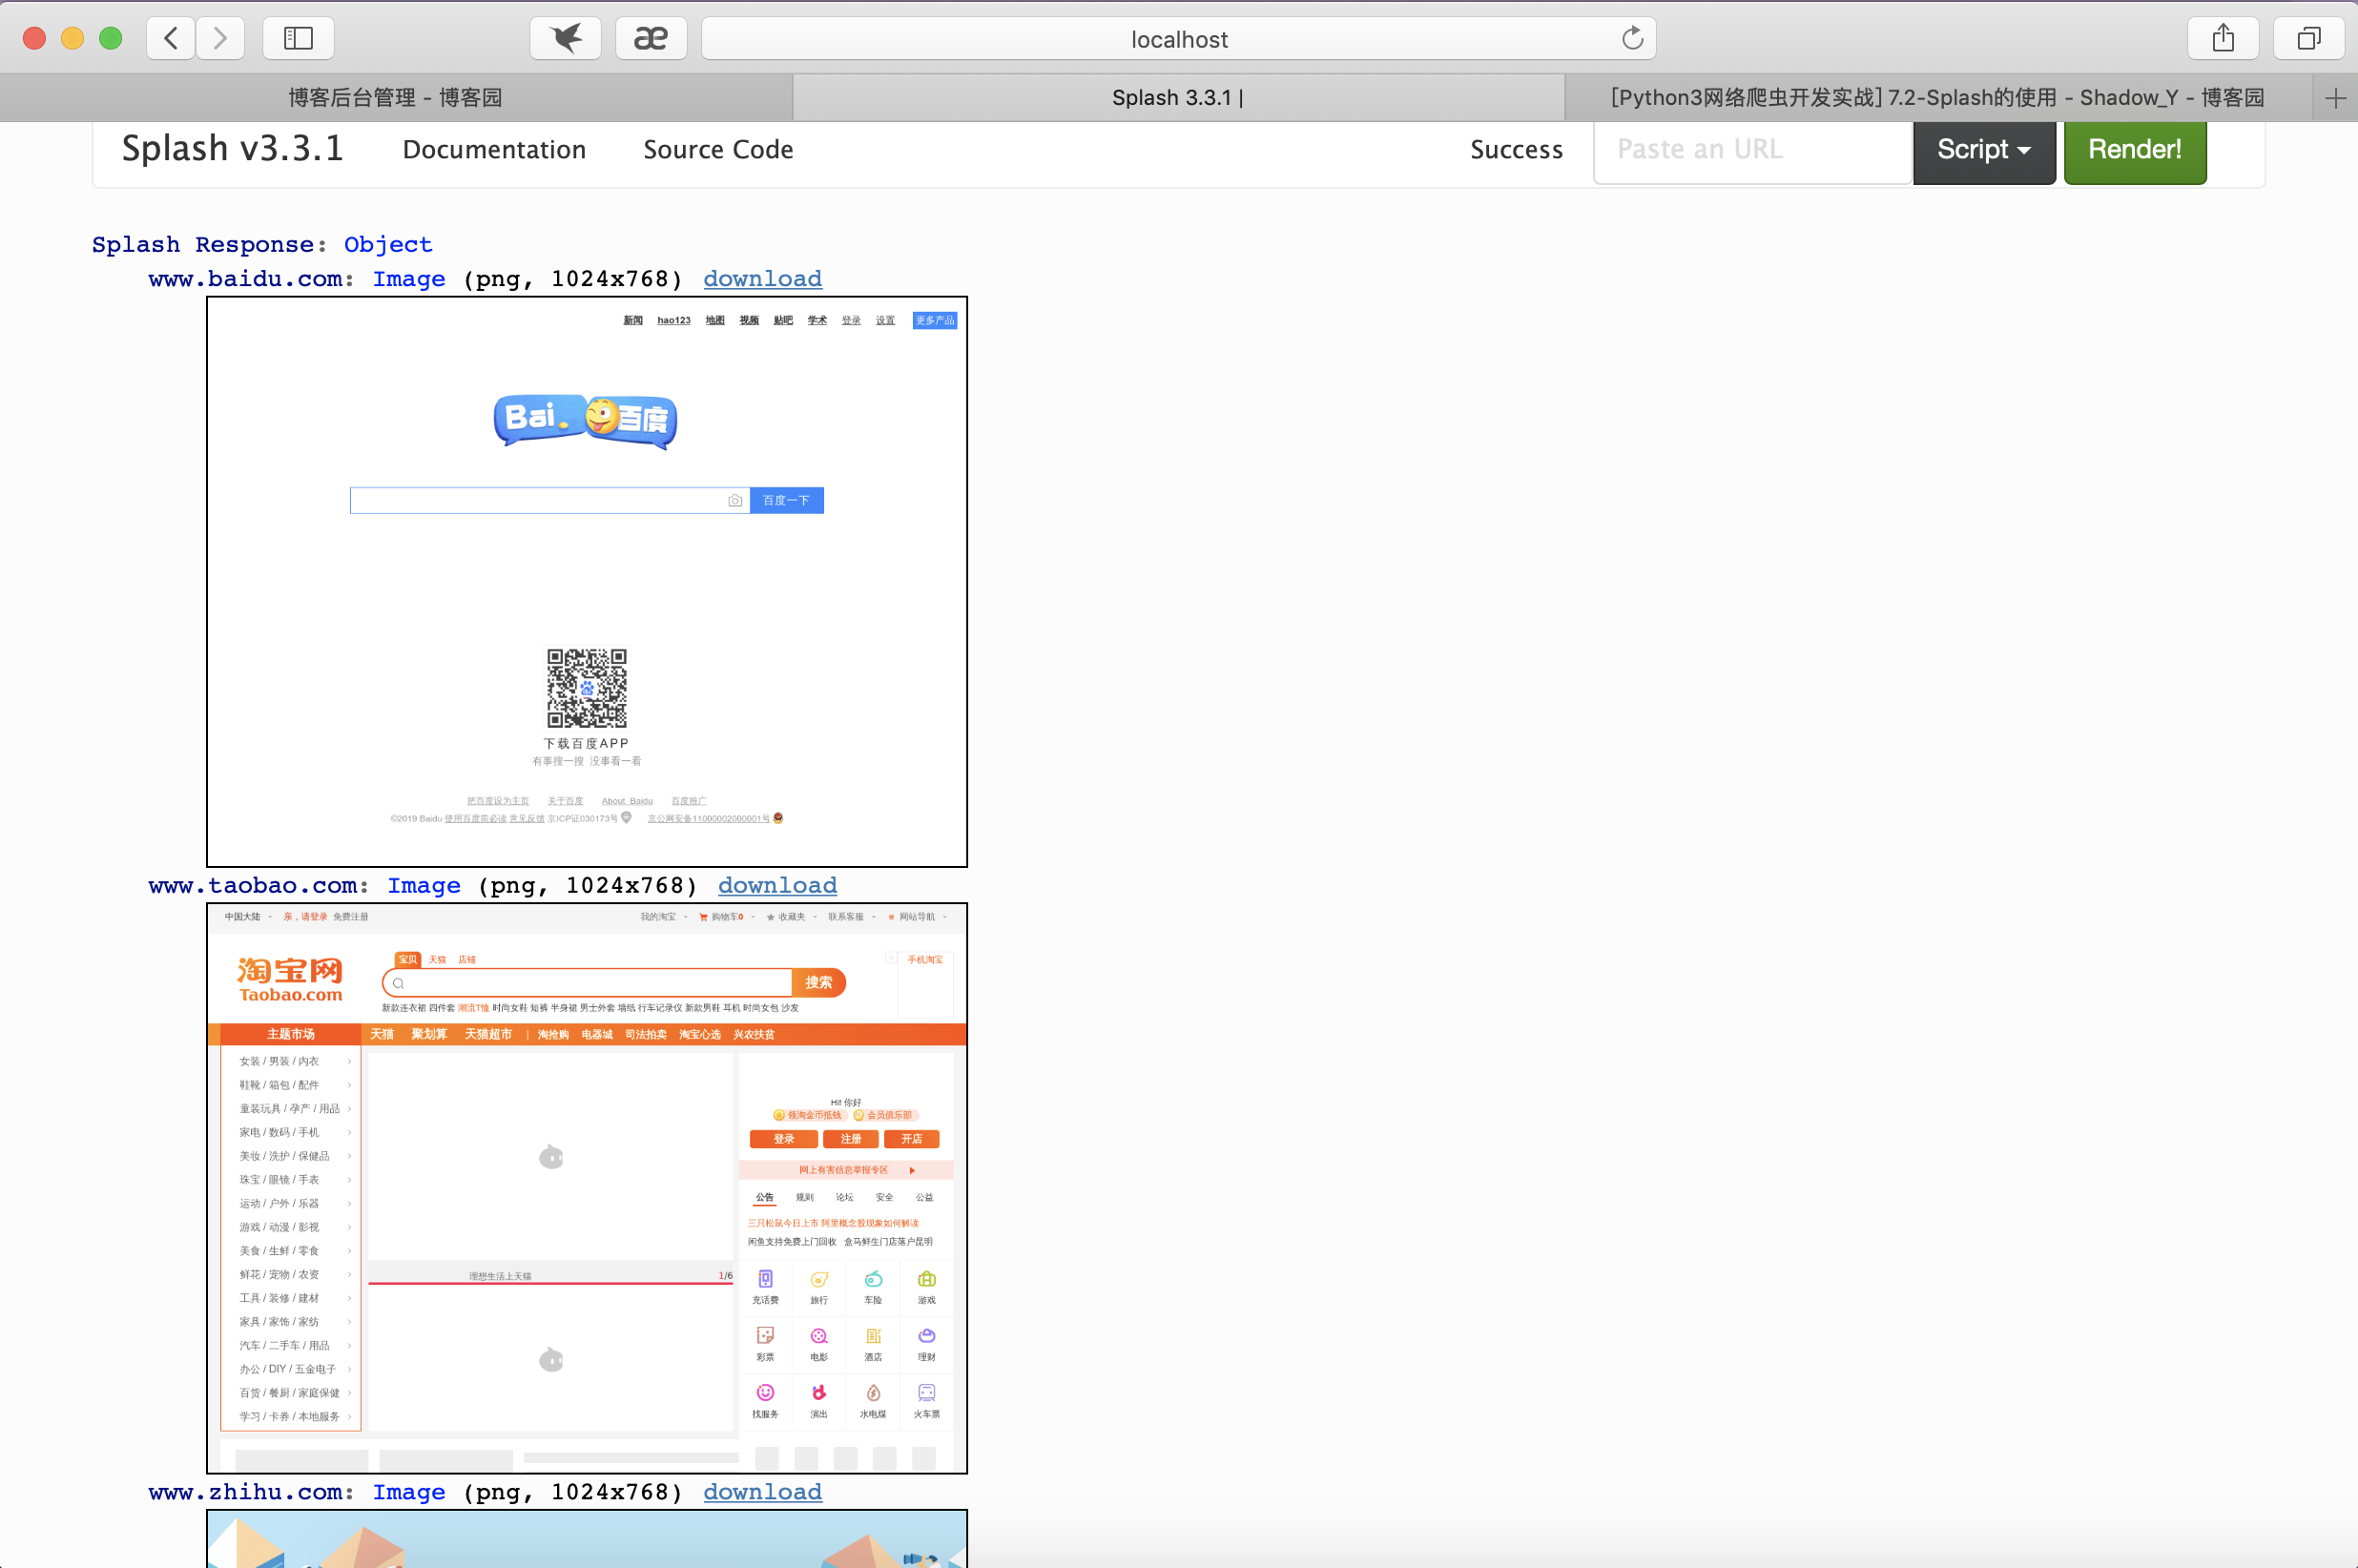 localhost
博客后台管理 - 博客园
Splash 3.3.1 |
[Python3网络爬虫开发实战] 7.2-Splash的使用 - Shadow_Y - 博客园
Splash v3.3.1 Documentation Source Code Success Paste an URL Script Render!
Splash Response: Object
www.baidu.com: Image (png, 1024x768) download
新闻 hao123 地图 视频 贴吧 学术 登录 设置 更多产品
Bai 百度
百度一下
下载百度APP
有事搜一搜 没事看一看
把百度设为主页 关于百度 About Baidu 百度推广
©2019 Baidu 使用百度前必读 意见反馈 京ICP证030173号 京公网安备11000002000001号
www.taobao.com: Image (png, 1024x768) download
中国大陆 亲，请登录 免费注册 我的淘宝 购物车0 收藏夹 联系客服 网站导航
宝贝 天猫 店铺 手机淘宝
淘宝网
Taobao.com
搜索
新款连衣裙 四件套 潮流T恤 时尚女鞋 短裤 半身裙 男士外套 墙纸 行车记录仪 新款男鞋 耳机 时尚女包 沙发
主题市场 天猫 聚划算 天猫超市 | 淘抢购 电器城 司法拍卖 淘宝心选 兴农扶贫
女装 / 男装 / 内衣
鞋靴 / 箱包 / 配件
童装玩具 / 孕产 / 用品
家电 / 数码 / 手机
美妆 / 洗护 / 保健品
珠宝 / 眼镜 / 手表
运动 / 户外 / 乐器
游戏 / 动漫 / 影视
美食 / 生鲜 / 零食
鲜花 / 宠物 / 农资
工具 / 装修 / 建材
家具 / 家饰 / 家纺
汽车 / 二手车 / 用品
办公 / DIY / 五金电子
百货 / 餐厨 / 家庭保健
学习 / 卡券 / 本地服务
理想生活上天猫 1/6
Hi! 你好
领淘金币抵钱 会员俱乐部
登录 注册 开店
网上有害信息举报专区
公告 规则 论坛 安全 公益
三只松鼠今日上市 阿里概念股现象如何解读
闲鱼支持免费上门回收 盒马鲜生门店落户昆明
充话费 旅行 车险 游戏
彩票 电影 酒店 理财
找服务 演出 水电煤 火车票
www.zhihu.com: Image (png, 1024x768) download